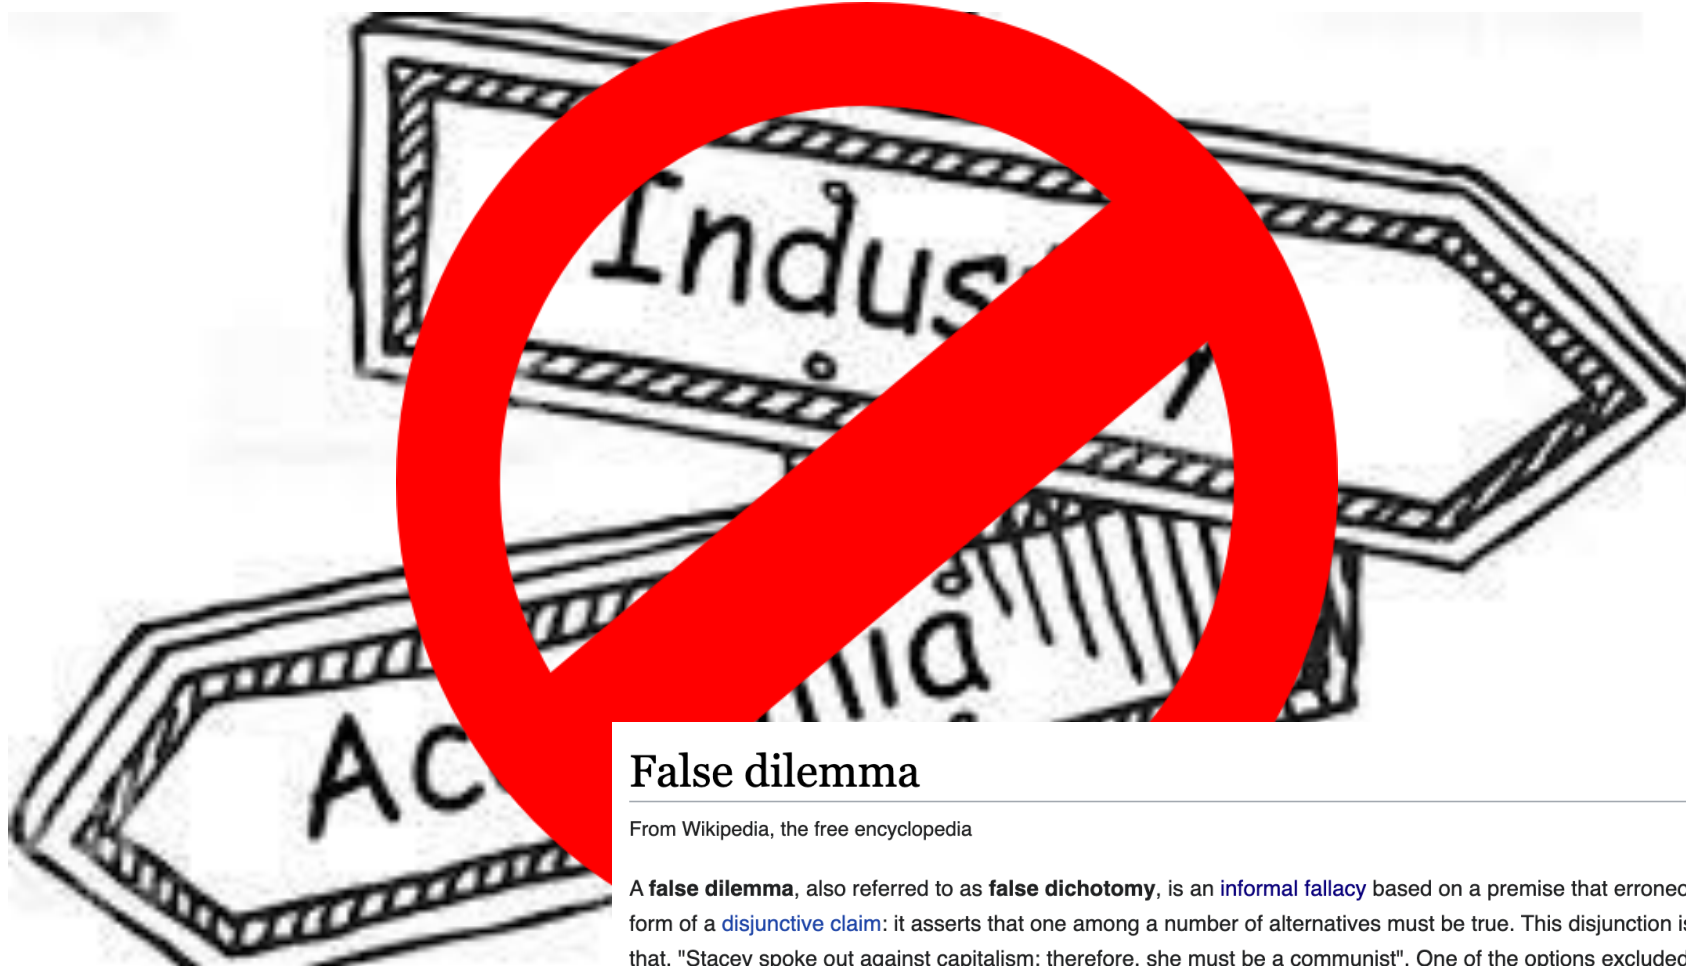 Indus
Ac
False dilemma
From Wikipedia, the free encyclopedia
A false dilemma, also referred to as false dichotomy, is an informal fallacy based on a premise that erroneo
form of a disjunctive claim: it asserts that one among a number of alternatives must be true. This disjunction is
that, "Stacey spoke out against capitalism; therefore, she must be a communist". One of the options excluded